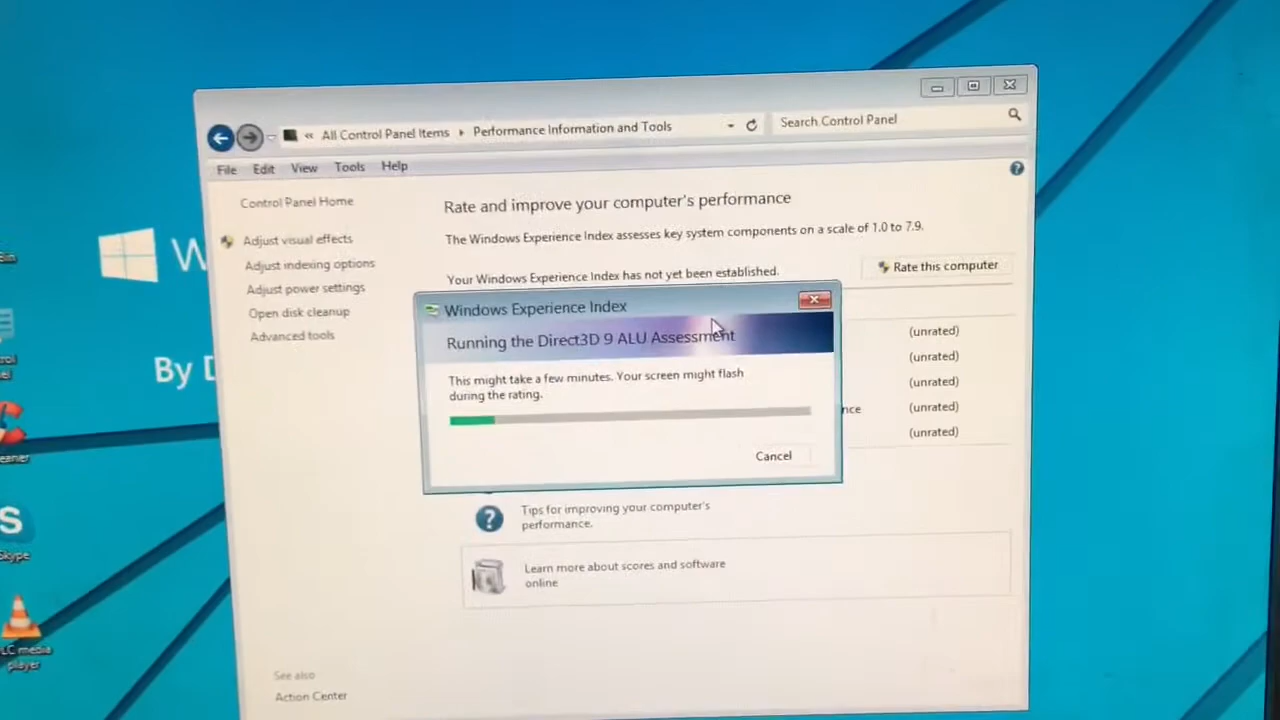 « All Control Panel Items ▸ Performance Information and Tools
Search Control Panel
File Edit View Tools Help
Control Panel Home
Adjust visual effects
Adjust indexing options
Adjust power settings
Open disk cleanup
Advanced tools
Rate and improve your computer's performance
The Windows Experience Index assesses key system components on a scale of 1.0 to 7.9.
Your Windows Experience Index has not yet been established.
Rate this computer
Windows Experience Index
Running the Direct3D 9 ALU Assessment
This might take a few minutes. Your screen might flash
during the rating.
Cancel
(unrated)
(unrated)
(unrated)
nce (unrated)
(unrated)
Tips for improving your computer's
performance.
Learn more about scores and software
online
See also
Action Center
W
By D
Skype
LC media
player